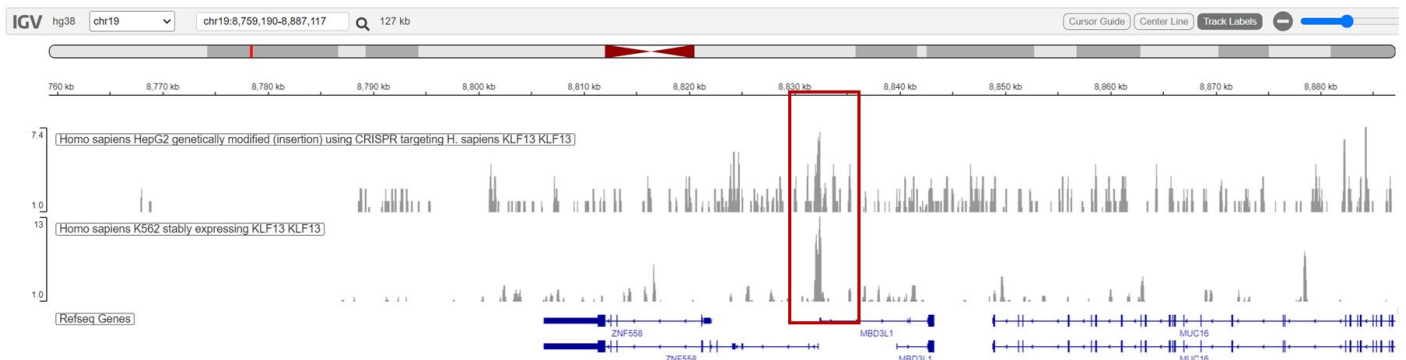 IGV hg38 chr19 chr19:8,759,190-8,887,117 127 kb Cursor Guide Center Line Track Labels
760 kb 8,770 kb 8,780 kb 8,790 kb 8,800 kb 8,810 kb 8,820 kb 8,830 kb 8,840 kb 8,850 kb 8,860 kb 8,870 kb 8,880 kb
7.4
Homo sapiens HepG2 genetically modified (insertion) using CRISPR targeting H. sapiens KLF13 KLF13
1.0
13
Homo sapiens K562 stably expressing KLF13 KLF13
1.0
Refseq Genes
ZNF558 MBD3L1 MUC16
ZNF558 MBD3L1 MUC16